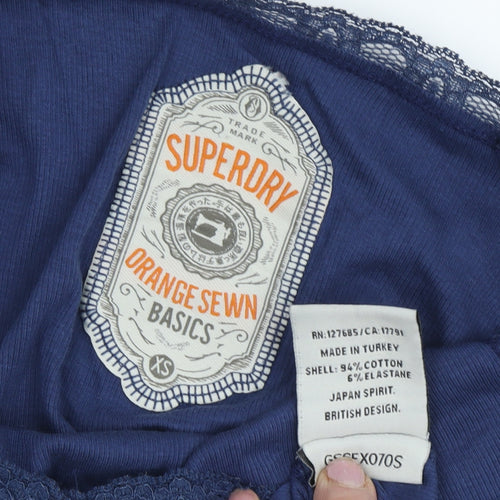 TRADE
MARK
SUPERDRY
ORANGE SEWN
BASICS
XS
RN:127685/CA:17791
MADE IN TURKEY
SHELL: 94% COTTON
6% ELASTANE
JAPAN SPIRIT.
BRITISH DESIGN.